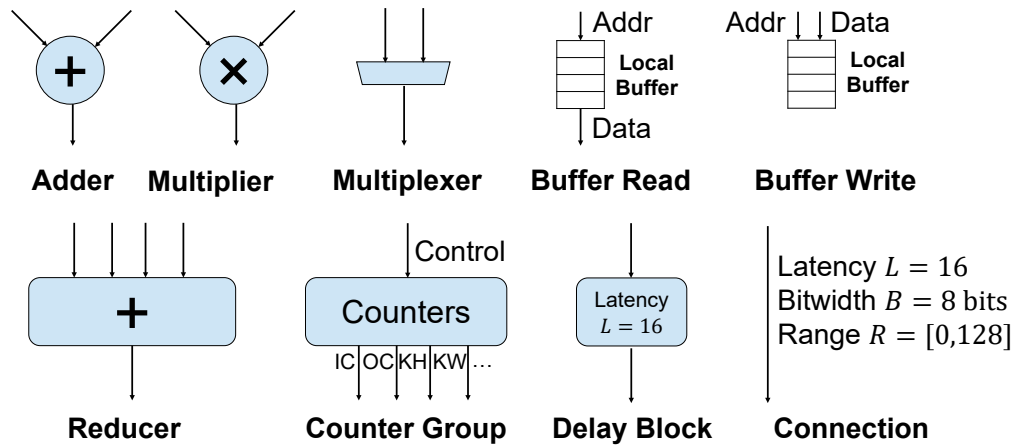 +
×
Addr
Local
Buffer
Data
Addr
Data
Local
Buffer
Adder
Multiplier
Multiplexer
Buffer Read
Buffer Write
+
Control
Counters
IC OC KH KW ...
Latency
L = 16
Latency L = 16
Bitwidth B = 8 bits
Range R = [0,128]
Reducer
Counter Group
Delay Block
Connection